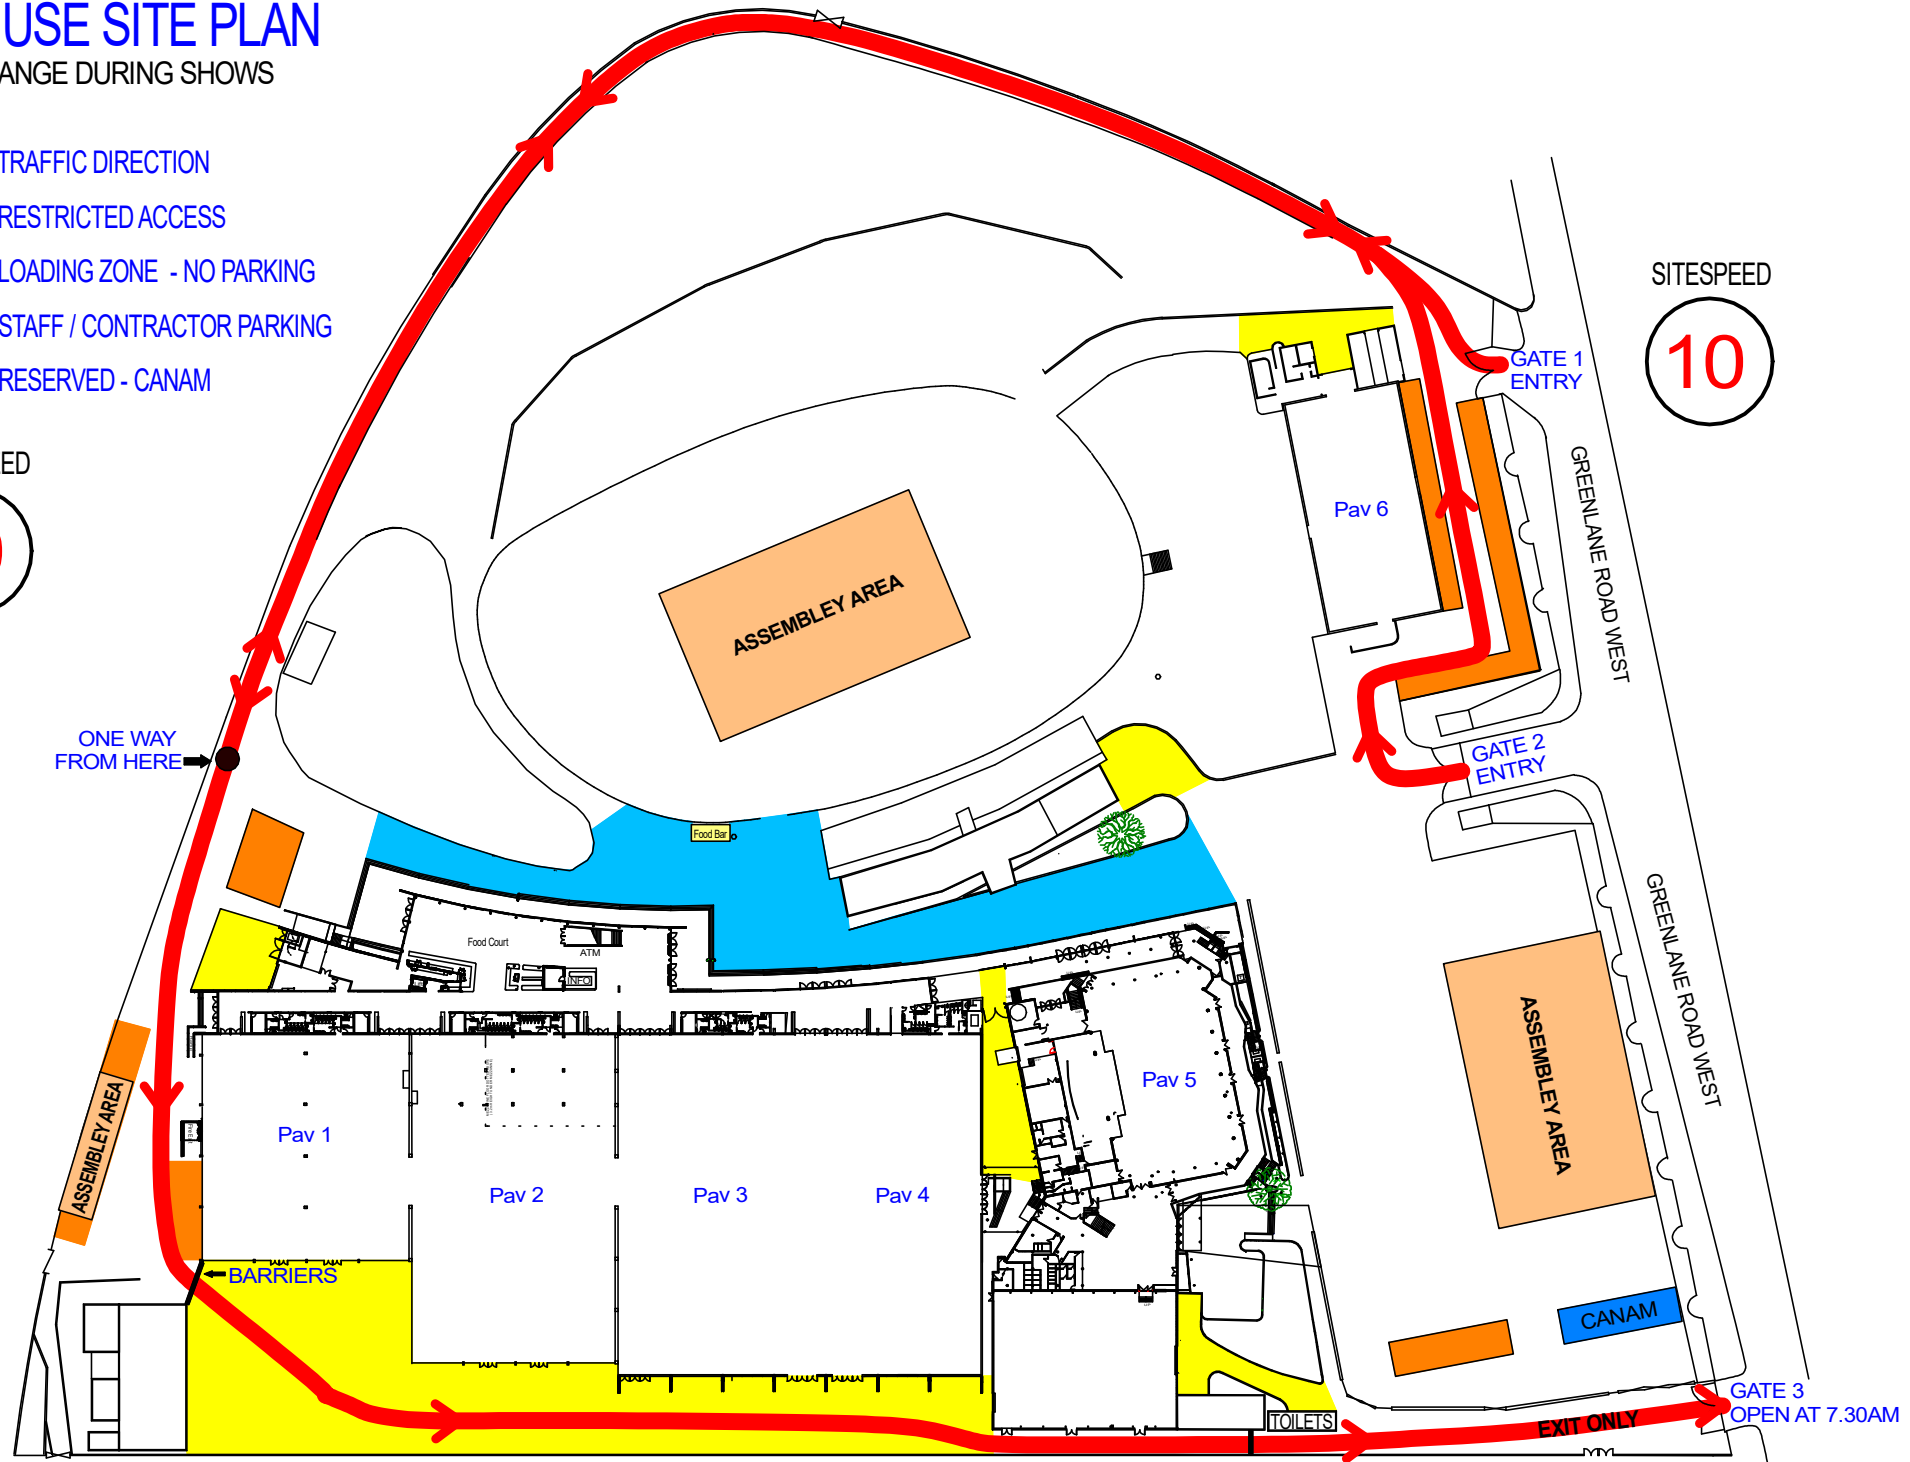 USE SITE PLAN
ANGE DURING SHOWS
TRAFFIC DIRECTION
RESTRICTED ACCESS
LOADING ZONE - NO PARKING
STAFF / CONTRACTOR PARKING
RESERVED - CANAM
ED
SITESPEED
10
GATE 1
ENTRY
GREENLANE ROAD WEST
Pav 6
ASSEMBLEY AREA
ONE WAY
FROM HERE
GATE 2
ENTRY
Food Bar
GREENLANE ROAD WEST
Food Court
ATM
INFO
ASSEMBLEY AREA
ASSEMBLEY AREA
Pav 5
Pav 1
Pav 2
Pav 3
Pav 4
BARRIERS
CANAM
TOILETS
EXIT ONLY
GATE 3
OPEN AT 7.30AM